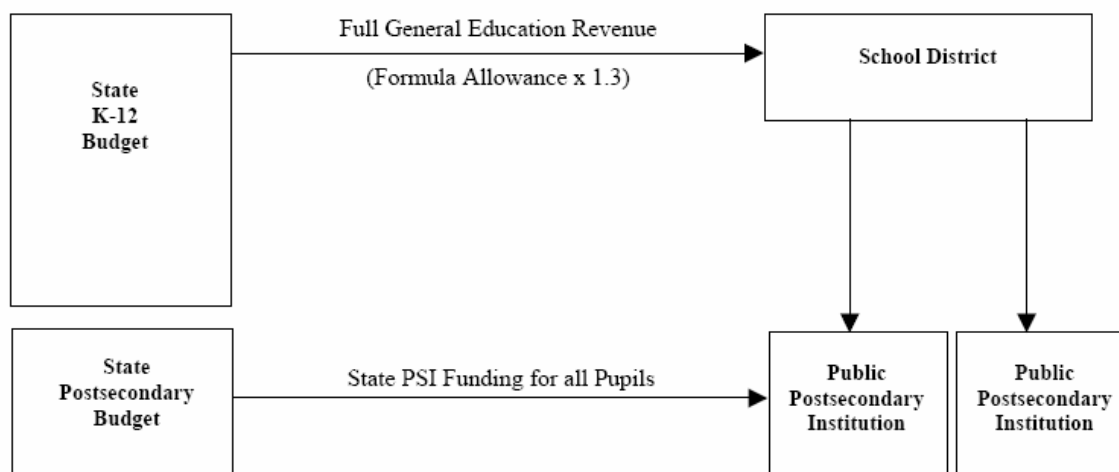 Full General Education Revenue
(Formula Allowance x 1.3)
School District
State
K-12
Budget
State
Postsecondary
Budget
State PSI Funding for all Pupils
Public
Postsecondary
Institution
Public
Postsecondary
Institution